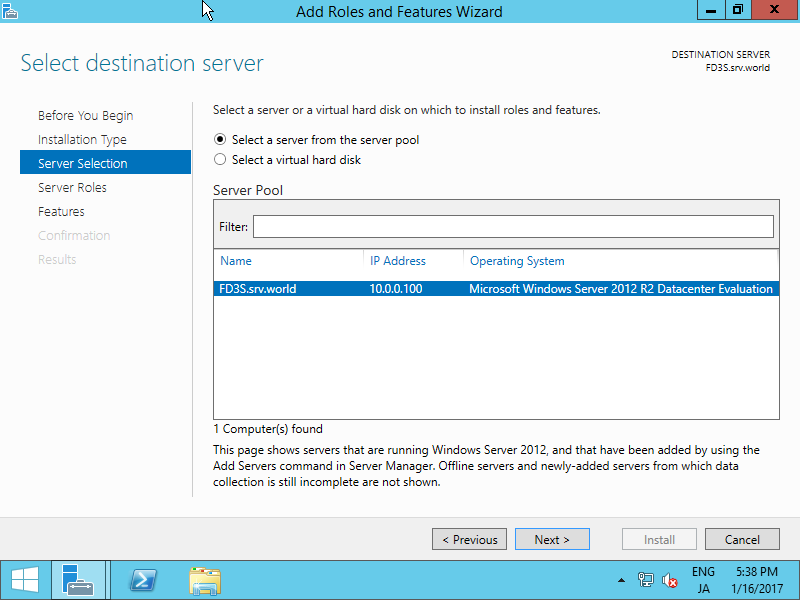 Add Roles and Features Wizard
Select destination server
DESTINATION SERVER
FD3S.srv.world
Before You Begin
Installation Type
Server Selection
Server Roles
Features
Confirmation
Results
Select a server or a virtual hard disk on which to install roles and features.
Select a server from the server pool
Select a virtual hard disk
Server Pool
Filter:
Name IP Address Operating System
FD3S.srv.world 10.0.0.100 Microsoft Windows Server 2012 R2 Datacenter Evaluation
1 Computer(s) found
This page shows servers that are running Windows Server 2012, and that have been added by using the
Add Servers command in Server Manager. Offline servers and newly-added servers from which data
collection is still incomplete are not shown.
< Previous Next > Install Cancel
ENG 5:38 PM
JA 1/16/2017